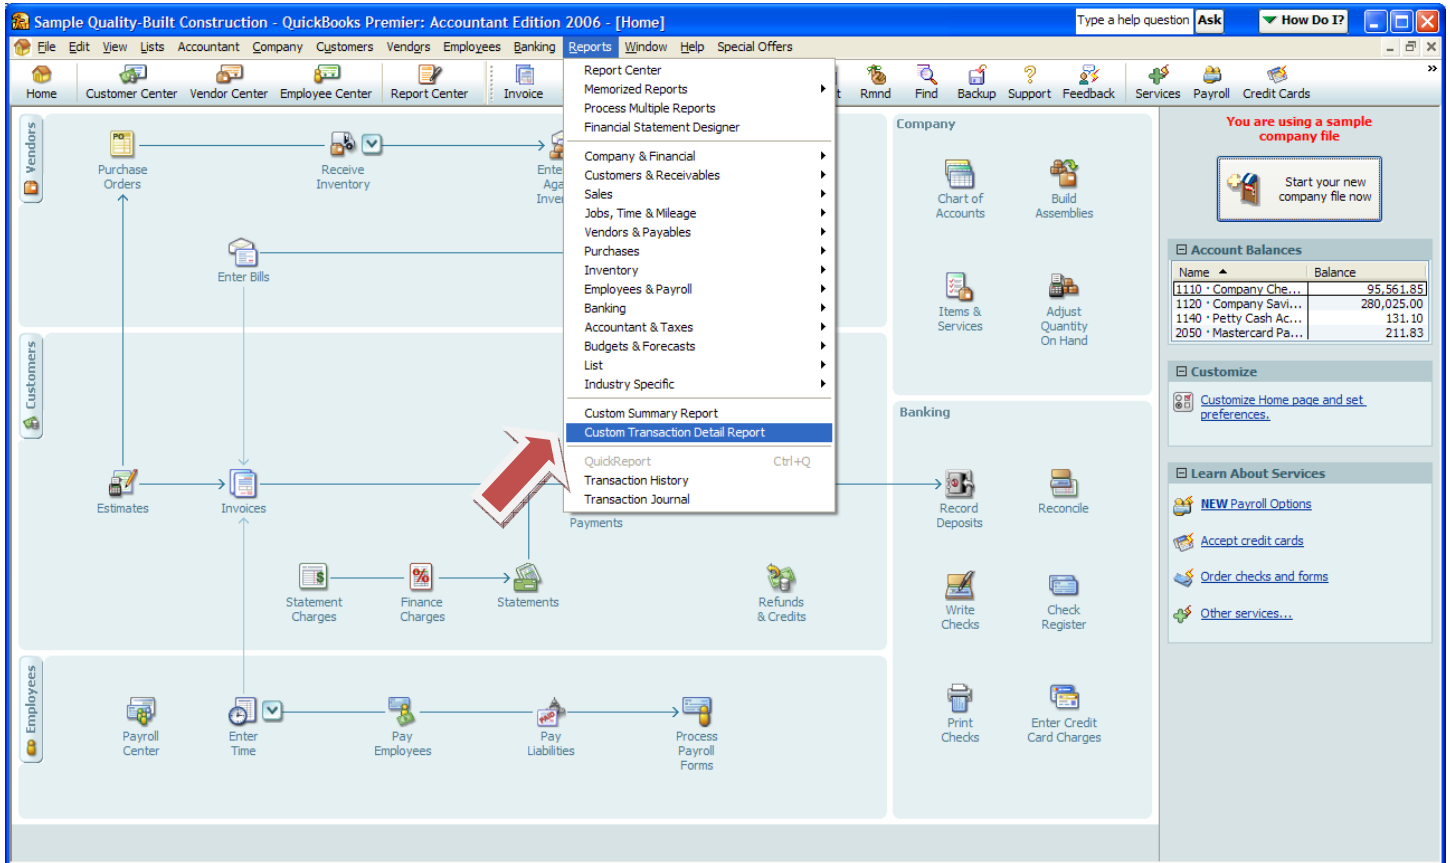 Sample Quality-Built Construction - QuickBooks Premier: Accountant Edition 2006 - [Home]
Type a help question Ask
How Do I?
File Edit View Lists Accountant Company Customers Vendors Employees Banking Reports Window Help Special Offers
Home Customer Center Vendor Center Employee Center Report Center Invoice
Rmnd Find Backup Support Feedback Services Payroll Credit Cards
Report Center
Memorized Reports
Process Multiple Reports
Financial Statement Designer
Company & Financial
Customers & Receivables
Sales
Jobs, Time & Mileage
Vendors & Payables
Purchases
Inventory
Employees & Payroll
Banking
Accountant & Taxes
Budgets & Forecasts
List
Industry Specific
Custom Summary Report
Custom Transaction Detail Report
QuickReport Ctrl+Q
Transaction History
Transaction Journal
Vendors
PO
Purchase
Orders
Receive
Inventory
Ente
Aga
Inve
Enter Bills
Customers
Estimates
Invoices
Payments
Statement
Charges
Finance
Charges
Statements
Refunds
& Credits
Employees
Payroll
Center
Enter
Time
Pay
Employees
PAID
Pay
Liabilities
Process
Payroll
Forms
Company
Chart of
Accounts
Build
Assemblies
Items &
Services
Adjust
Quantity
On Hand
Banking
Record
Deposits
Reconcile
Write
Checks
Check
Register
Print
Checks
Enter Credit
Card Charges
You are using a sample
company file
Start your new
company file now
Account Balances
Name Balance
1110 · Company Che... 95,561.85
1120 · Company Savi... 280,025.00
1140 · Petty Cash Ac... 131.10
2050 · Mastercard Pa... 211.83
Customize
Customize Home page and set
preferences.
Learn About Services
NEW Payroll Options
Accept credit cards
Order checks and forms
Other services...